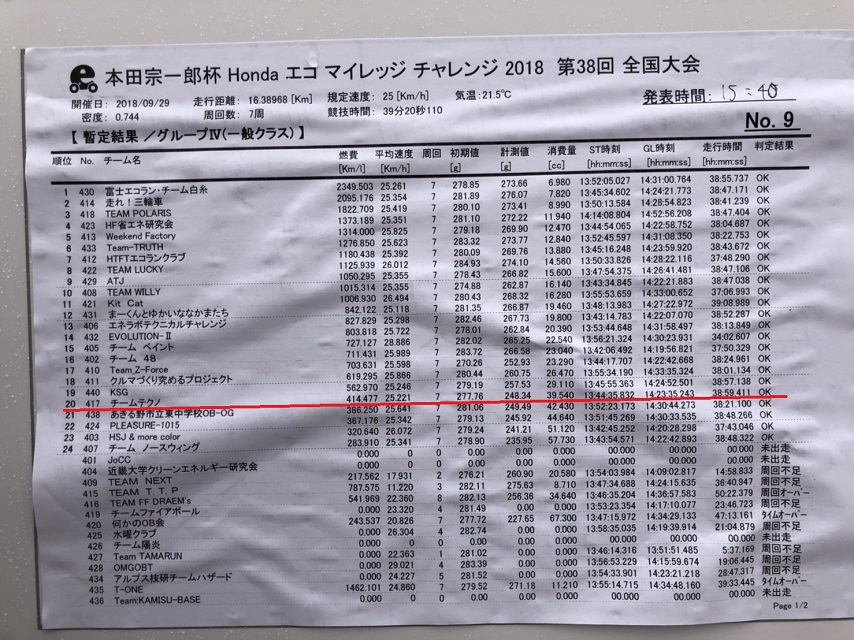 本田宗一郎杯 Honda エコ マイレッジ チャレンジ 2018 第38回 全国大会
開催日: 2018/09/29 走行距離: 16.38968 [Km] 規定速度: 25 [Km/h] 気温: 21.5℃ 発表時間: 15:40
密度: 0.744 周回数: 7周 競技時間: 39分20秒110
No. 9
【 暫定結果 ／グループⅣ(一般クラス) 】
順位 No. チーム名 燃費 平均速度 周回 初期値 計測値 消費量 ST時刻 GL時刻 走行時間 判定結果
[Km/l] [Km/h] [g] [g] [cc] [hh:mm:ss] [hh:mm:ss] [hh:mm:ss]
1 430 富士エコラン・チーム白糸 2349.503 25.261 7 278.85 273.66 6.980 13:52:05.027 14:31:00.764 38:55.737 OK
2 414 走れ！三輪車 2095.176 25.354 7 281.89 276.07 7.820 13:45:34.602 14:24:21.773 38:47.171 OK
3 418 TEAM POLARIS 1822.709 25.419 7 280.10 273.41 8.990 13:50:13.584 14:28:54.823 38:41.239 OK
4 423 HF省エネ研究会 1373.189 25.351 7 281.10 272.22 11.940 14:14:08.804 14:52:56.208 38:47.404 OK
5 413 Weekend Factory 1314.000 25.825 7 279.18 269.90 12.470 13:44:54.065 14:22:58.752 38:04.687 OK
6 433 Team-TRUTH 1276.850 25.623 7 283.32 273.77 12.840 13:52:45.597 14:31:08.350 38:22.753 OK
7 412 HTFTエコランクラブ 1180.438 25.392 7 280.09 269.76 13.880 13:45:16.248 14:23:59.920 38:43.672 OK
8 422 TEAM LUCKY 1125.939 26.012 7 284.93 274.10 14.560 13:50:33.826 14:28:22.116 37:48.290 OK
9 429 ATJ 1050.295 25.355 7 278.43 266.82 15.600 13:47:54.375 14:26:41.481 38:47.106 OK
10 408 TEAM WILLY 1015.314 25.355 7 274.88 262.87 16.140 13:43:34.845 14:22:21.883 38:47.038 OK
11 421 Kit Cat 1006.930 26.494 7 280.43 268.32 16.280 13:55:53.659 14:33:00.652 37:06.993 OK
12 431 まーくんとゆかいななかまたち 842.122 25.118 7 281.35 266.87 19.460 13:48:13.983 14:27:22.972 39:08.989 OK
13 406 エネラボテクニカルチャレンジ 827.829 25.298 7 282.46 267.73 19.800 13:43:14.783 14:22:07.070 38:52.287 OK
14 432 EVOLUTION-Ⅱ 803.818 25.722 7 278.01 262.84 20.390 13:53:44.648 14:31:58.497 38:13.849 OK
15 405 チーム ペイント 727.127 28.886 7 282.02 265.25 22.540 13:56:21.324 14:30:23.931 34:02.607 OK
16 402 チーム 48 711.431 25.989 7 283.72 266.58 23.040 13:42:06.492 14:19:56.821 37:50.329 OK
17 410 Team_Z-Force 703.631 25.598 7 270.26 252.93 23.290 13:44:17.707 14:22:42.668 38:24.961 OK
18 411 クルマづくり究めるプロジェクト 619.295 25.866 7 280.44 260.75 26.470 13:55:34.190 14:33:35.324 38:01.134 OK
19 440 KSG 562.970 25.246 7 279.19 257.53 29.110 13:45:55.363 14:24:52.501 38:57.138 OK
20 417 チームテクノ 414.477 25.221 7 277.76 248.34 39.540 13:44:35.832 14:23:35.243 38:59.411 OK
21 438 あきる野市立東中学校OB-OG 386.250 25.641 7 281.06 249.49 42.430 13:52:23.173 14:30:44.273 38:21.100 OK
22 424 PLEASURE-1015 367.176 25.342 7 279.13 245.92 44.640 13:51:45.269 14:30:33.535 38:48.266 OK
23 403 HSJ & more color 320.640 26.072 7 279.24 241.21 51.120 13:42:45.252 14:20:28.298 37:43.046 OK
24 407 チーム ノースウィング 283.910 25.341 7 278.90 235.95 57.730 13:43:54.571 14:22:42.893 38:48.322 OK
401 JoCC 0.000 0.000 0 0.00 0.00 0.000 00.000 00.000 00.000 未出走
404 近畿大学クリーンエネルギー研究会 0.000 0.000 0 0.00 0.00 0.000 00.000 00.000 00.000 未出走
409 TEAM NEXT 217.562 17.931 2 276.21 260.90 20.580 13:54:03.984 14:09:02.817 14:58.833 周回不足
415 TEAM T. T. P 787.575 11.220 3 282.11 275.63 8.710 13:47:34.688 14:24:15.635 36:40.947 周回不足
416 TEAM FF DRAEM's 541.969 22.360 8 282.13 256.36 34.640 13:46:35.204 14:36:57.583 50:22.379 周回オーバー
419 チームファイアボール 0.000 23.320 4 281.49 0.000 13:53:23.354 14:17:10.077 23:46.723 周回不足
420 何かのOB会 243.537 20.826 7 277.72 227.65 67.300 13:47:15.972 14:34:29.133 47:13.161 タイムオーバー
425 水曜クラブ 0.000 26.304 4 282.74 0.000 13:58:35.035 14:19:39.914 21:04.879 周回不足
426 チーム陽炎 0.000 0 0.00 0.000 00.000 00.000 00.000 未出走
427 Team TAMARUN 0.000 22.363 1 281.02 0.000 13:46:14.316 13:51:51.485 5:37.169 周回不足
428 OMGOBT 0.000 29.021 4 283.39 0.000 13:56:53.229 14:15:59.674 19:06.445 周回不足
434 アルプス技研チームハザード 0.000 24.227 5 281.52 0.000 13:54:33.901 14:23:21.218 28:47.317 周回不足
435 T-ONE 1462.101 24.860 7 279.52 271.18 11.210 13:55:14.715 14:34:48.160 39:33.445 タイムオーバー
436 Team:KAMISU-BASE 0.000 0.000 0 0.00 0.000 00.000 00.000 00.000 未出走
Page 1/2